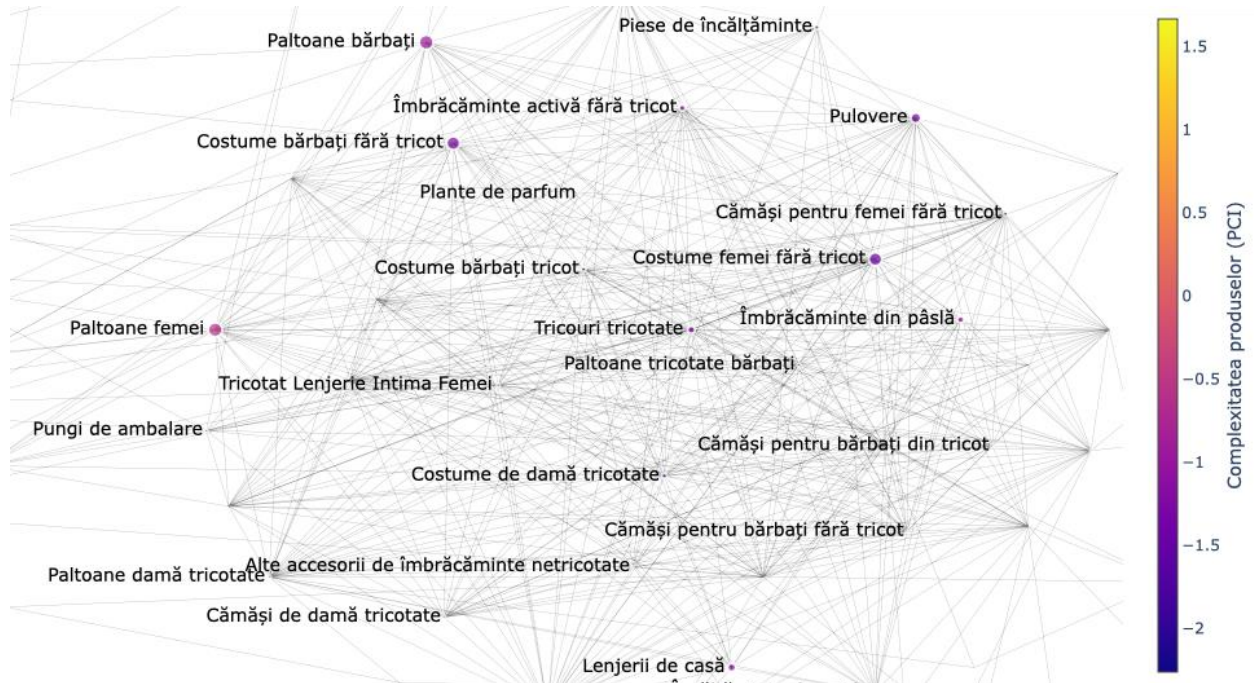 Piese de încălțăminte
Paltoane bărbați
Îmbrăcăminte activă fără tricot
Pulovere
Costume bărbați fără tricot
Plante de parfum
Cămăși pentru femei fără tricot
Costume femei fără tricot
Costume bărbați tricot
Îmbrăcăminte din pâslă
Paltoane femei
Tricouri tricotate
Paltoane tricotate bărbați
Tricotat Lenjerie Intima Femei
Pungi de ambalare
Cămăși pentru bărbați din tricot
Costume de damă tricotate
Cămăși pentru bărbați fără tricot
Alte accesorii de îmbrăcăminte netricotate
Paltoane damă tricotate
Cămăși de damă tricotate
Lenjerii de casă
1.5
1
0.5
0
−0.5
−1
−1.5
−2
Complexitatea produselor (PCI)